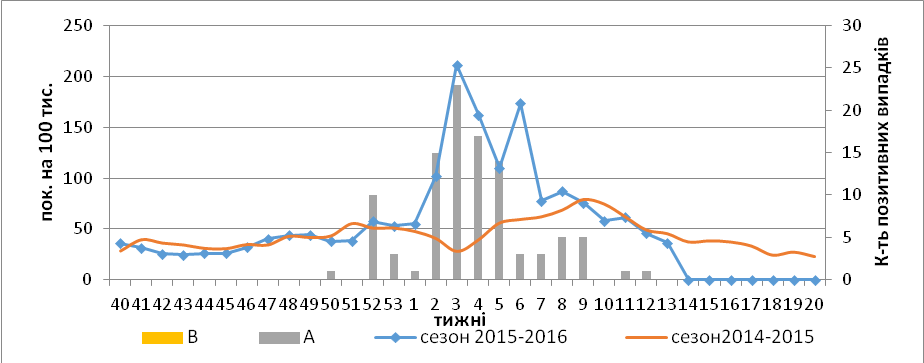 250
200
150
100
50
0
пок. на 100 тис.
30
25
20
15
10
5
0
К-ть позитивних випадків
40 41 42 43 44 45 46 47 48 49 50 51 52 53 1 2 3 4 5 6 7 8 9 10 11 12 13 14 15 16 17 18 19 20
тижні
В А сезон 2015-2016 сезон2014-2015